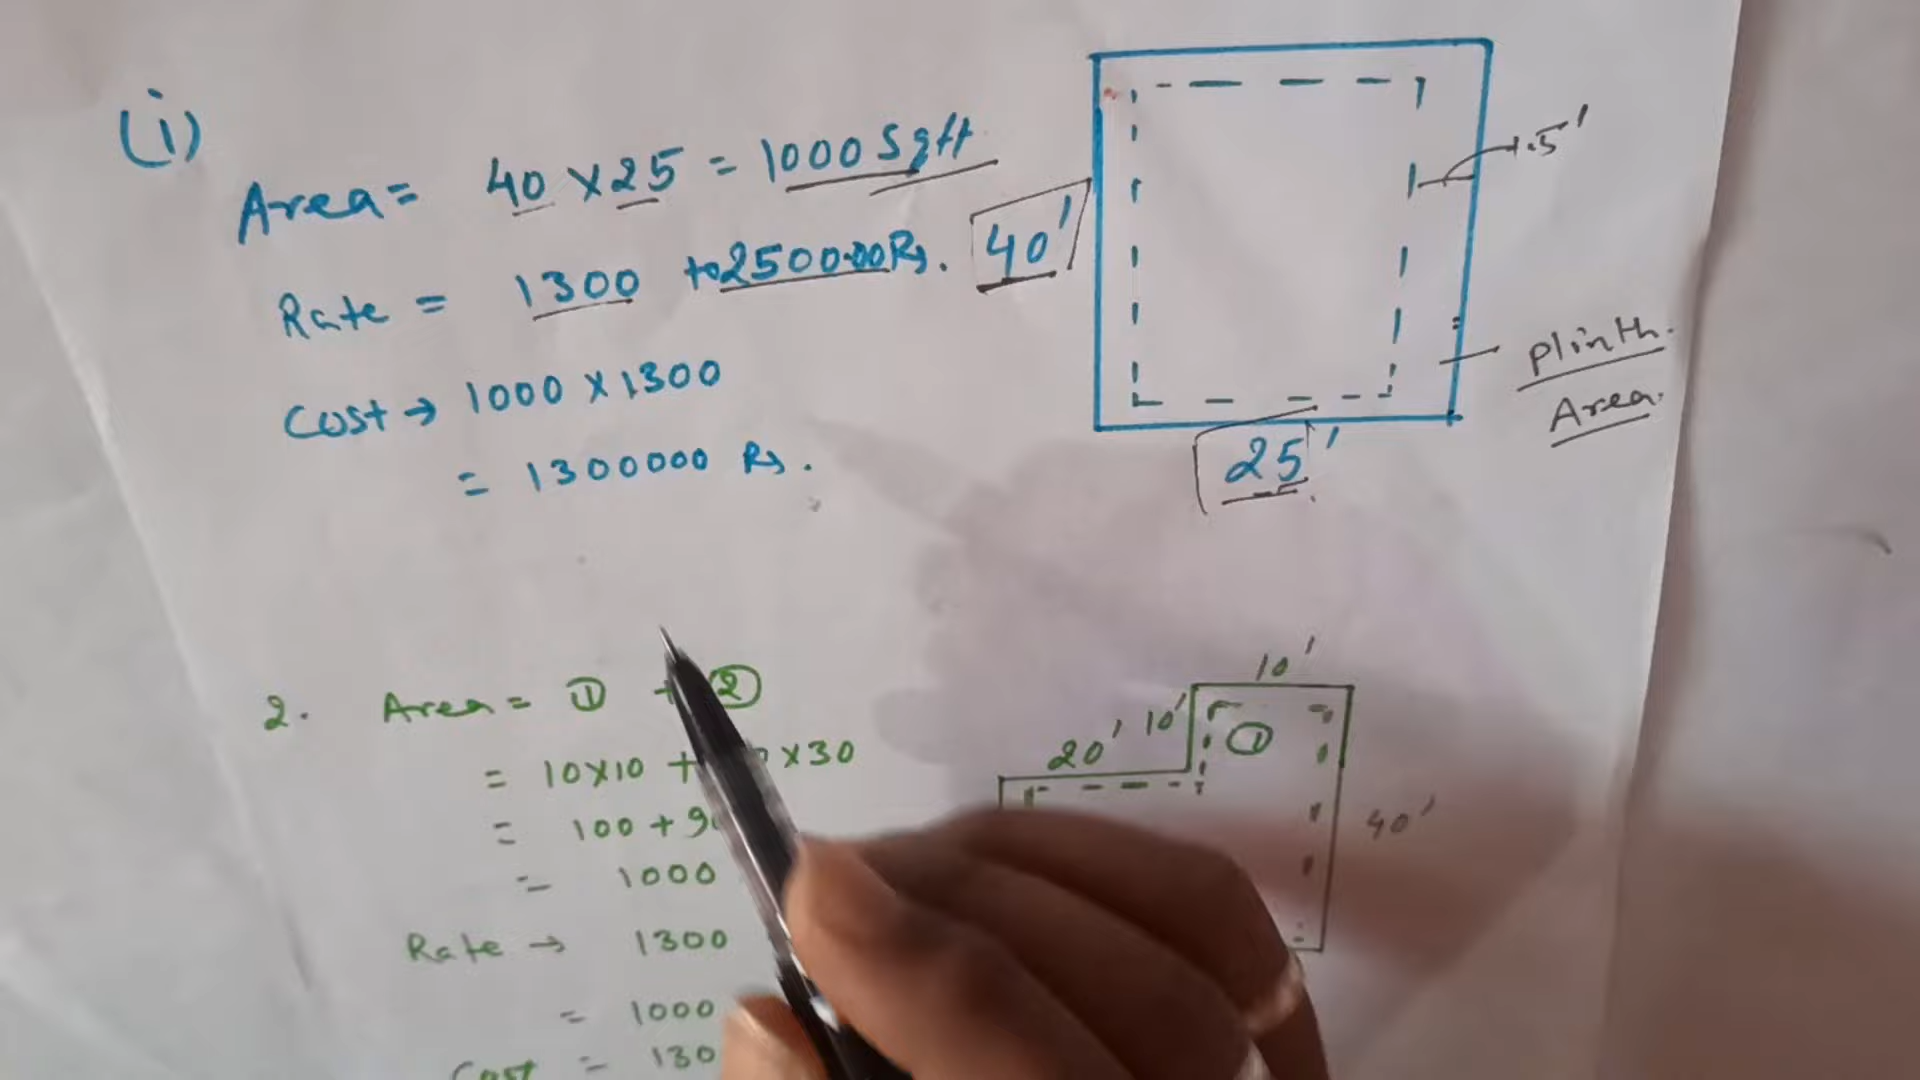 (i)
Area = 40 x 25 = 1000 Sqft
Rate = 1300 to 2500.00 Rs.
Cost → 1000 x 1300
= 1300000 Rs.
40'
1.5'
Plinth
Area.
25'
2. Area = ① + ②
= 10x10 + x30
= 100 + 9
= 1000
Rate → 1300
= 1000
Cost = 130
10'
10'
20'
①
40'